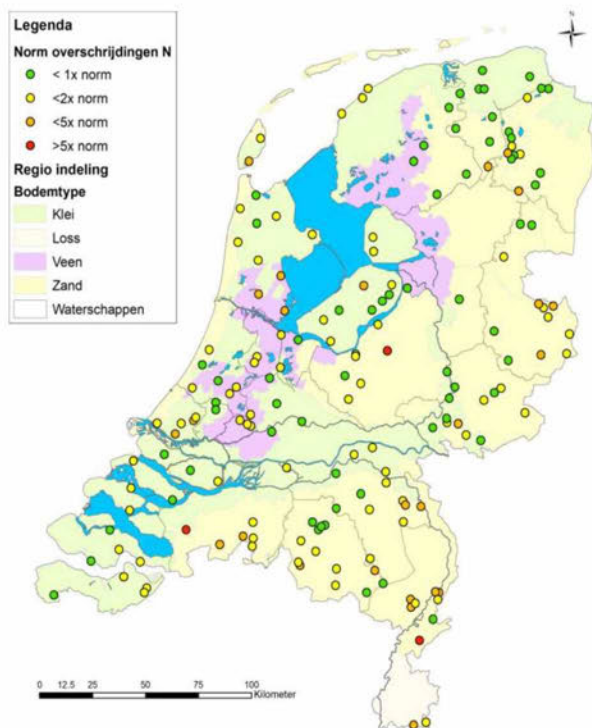 Legenda
Norm overschrijdingen N
< 1x norm
<2x norm
<5x norm
>5x norm
Regio indeling
Bodemtype
Klei
Loss
Veen
Zand
Waterschappen
N
0 12.5 25 50 75 100
Kilometer